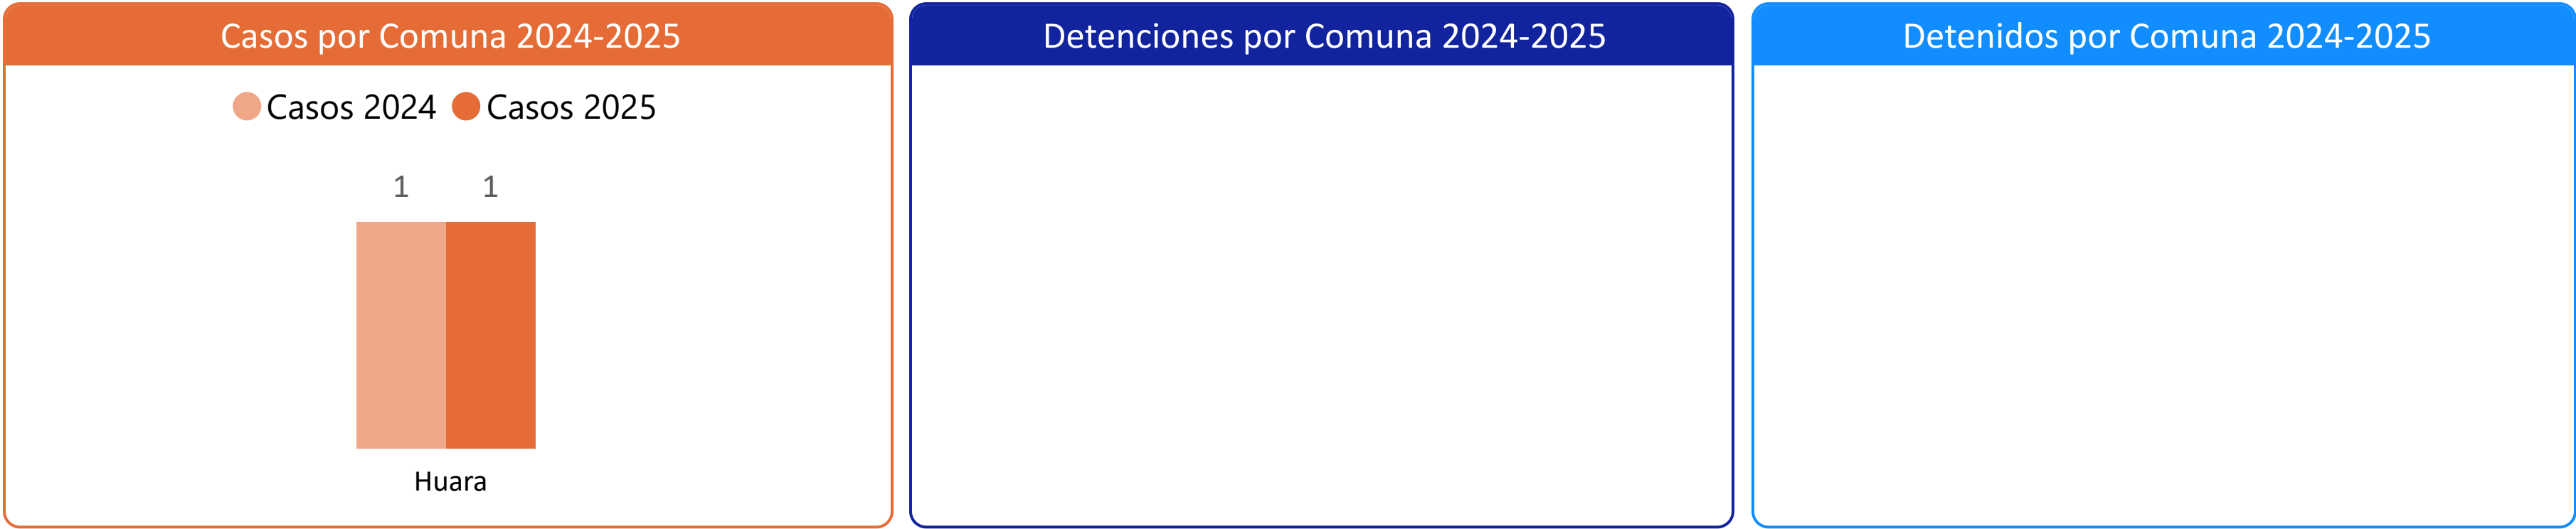 Casos por Comuna 2024-2025
Casos 2024 Casos 2025
1 1
Huara
Detenciones por Comuna 2024-2025
Detenidos por Comuna 2024-2025